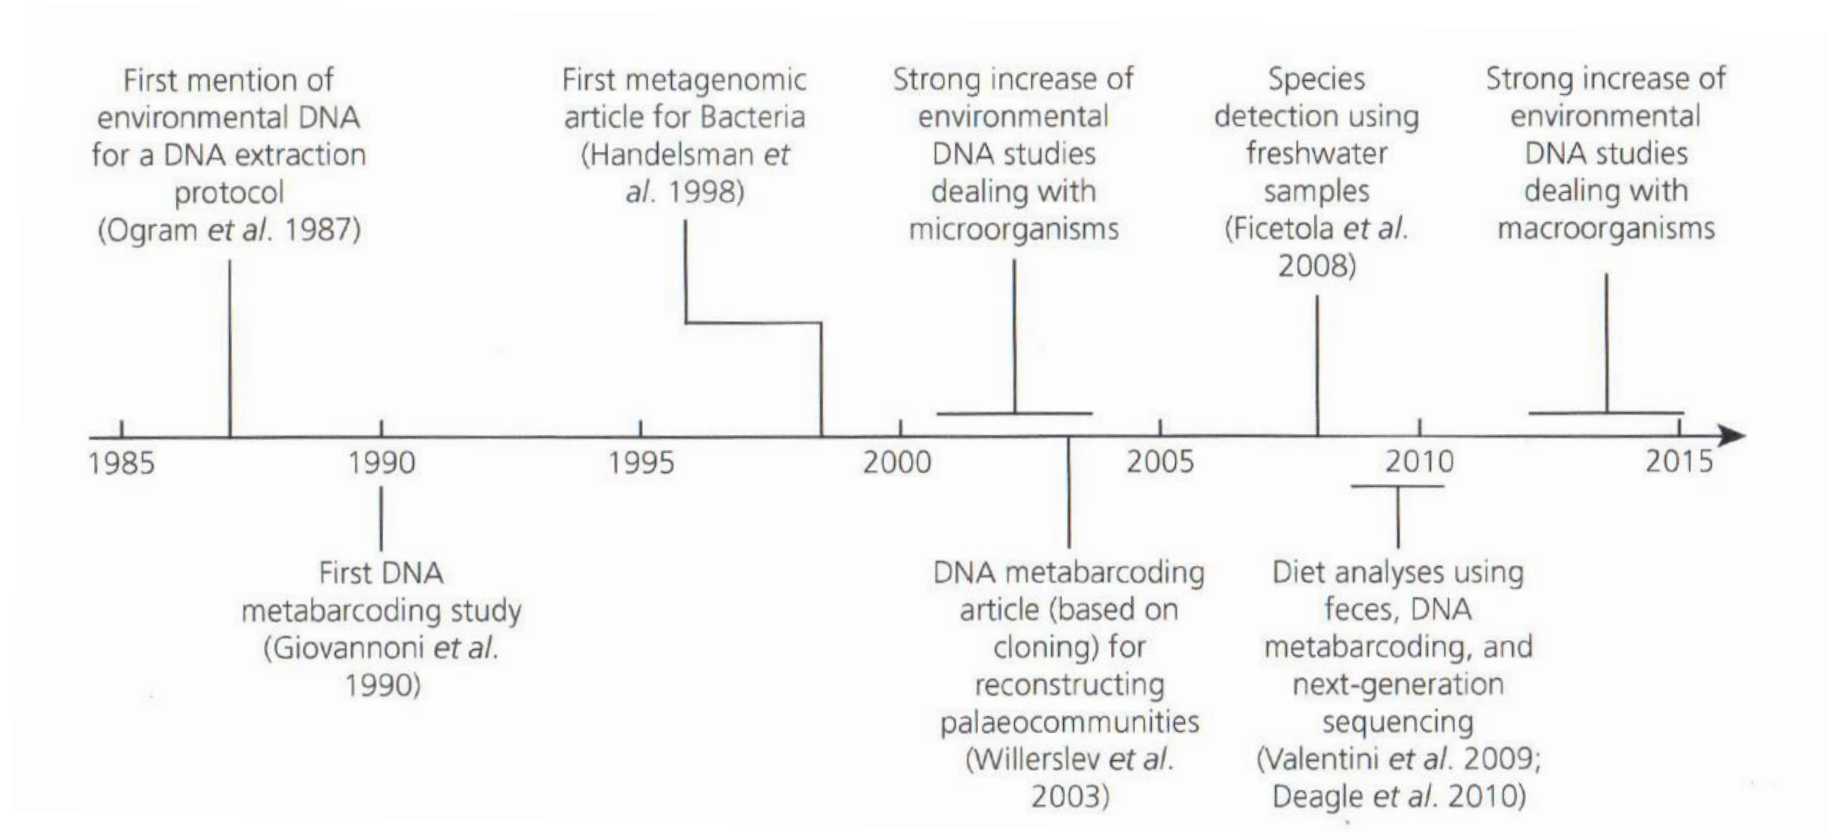 First mention of
environmental DNA
for a DNA extraction
protocol
(Ogram et al. 1987)
First metagenomic
article for Bacteria
(Handelsman et
al. 1998)
Strong increase of
environmental
DNA studies
dealing with
microorganisms
Species
detection using
freshwater
samples
(Ficetola et al.
2008)
Strong increase of
environmental
DNA studies
dealing with
macroorganisms
1985 1990 1995 2000 2005 2010 2015
First DNA
metabarcoding study
(Giovannoni et al.
1990)
DNA metabarcoding
article (based on
cloning) for
reconstructing
palaeocommunities
(Willerslev et al.
2003)
Diet analyses using
feces, DNA
metabarcoding, and
next-generation
sequencing
(Valentini et al. 2009;
Deagle et al. 2010)